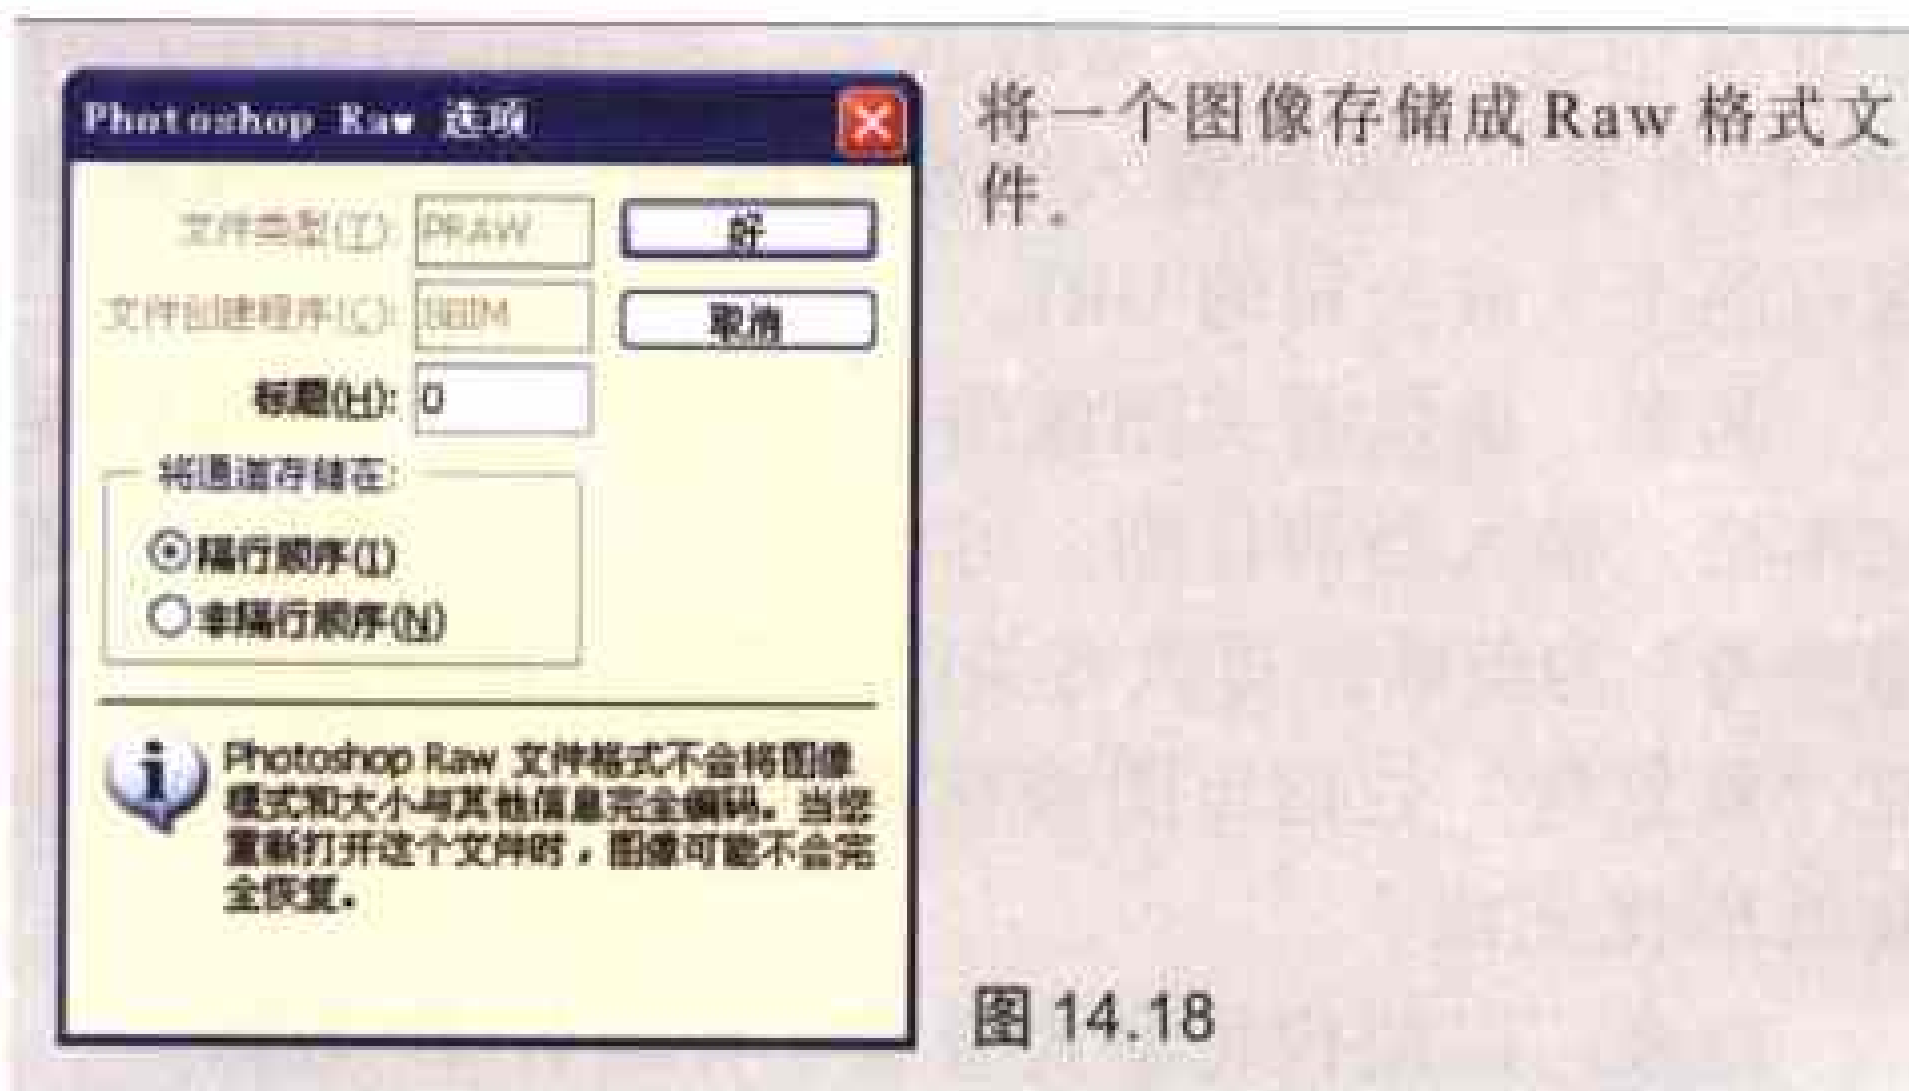 Photoshop Raw 选项
文件类型(T): PRAW 好
文件创建程序(C): 8BIM 取消
标题(H): 0
将通道存储在:
隔行顺序(I)
非隔行顺序(N)
Photoshop Raw 文件格式不会将图像
模式和大小与其他信息完全编码。当您
重新打开这个文件时，图像可能不会完
全恢复。
将一个图像存储成 Raw 格式文
件。
图 14.18